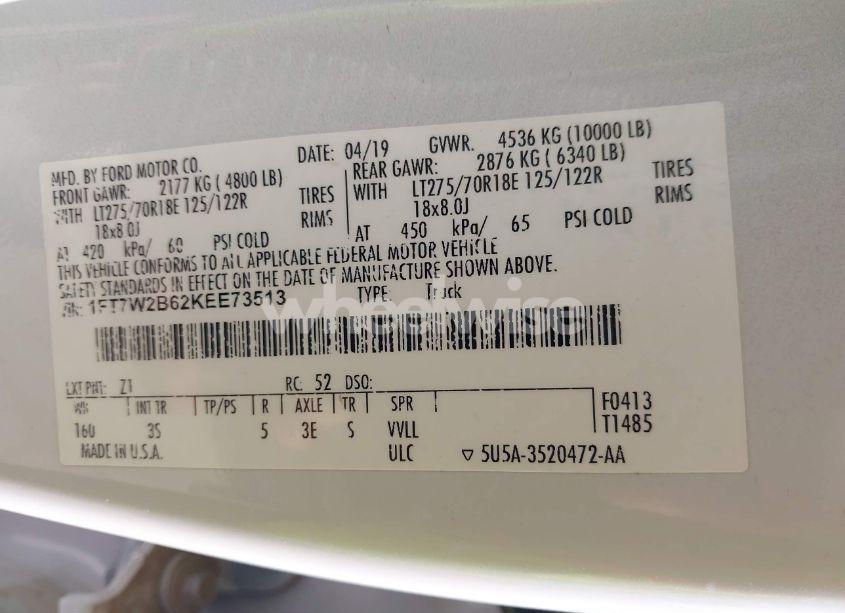 MFD. BY FORD MOTOR CO.
DATE: 04/19 GVWR. 4536 KG (10000 LB)
FRONT GAWR: 2177 KG ( 4800 LB) REAR GAWR: 2876 KG ( 6340 LB)
WITH LT275/70R18E 125/122R TIRES WITH LT275/70R18E 125/122R TIRES
18x8.0J RIMS 18x8.0J RIMS
AT 420 kPa/ 60 PSI COLD AT 450 kPa/ 65 PSI COLD
THIS VEHICLE CONFORMS TO ALL APPLICABLE FEDERAL MOTOR VEHICLE
SAFETY STANDARDS IN EFFECT ON THE DATE OF MANUFACTURE SHOWN ABOVE.
VIN: 1FT7W2B62KEE73513 TYPE: Truck
wheelwise
EXT PNT: Z1 RC: 52 DSO:
WB INT TR TP/PS R AXLE TR SPR F0413
160 3S 5 3E S VVLL T1485
MADE IN U.S.A. ULC ▽ 5U5A-3520472-AA